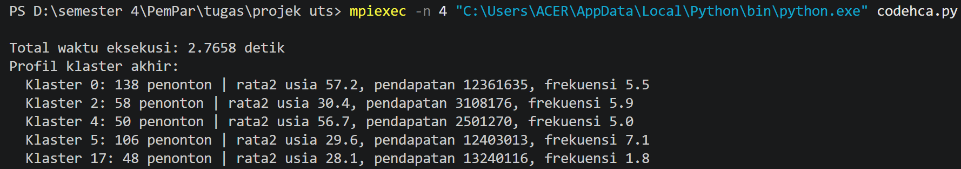 PS D:\semester 4\PemPar\tugas\projek uts> mpiexec -n 4 "C:\Users\ACER\AppData\Local\Python\bin\python.exe" codehca.py
Total waktu eksekusi: 2.7658 detik
Profil klaster akhir:
Klaster 0: 138 penonton | rata2 usia 57.2, pendapatan 12361635, frekuensi 5.5
Klaster 2: 58 penonton | rata2 usia 30.4, pendapatan 3108176, frekuensi 5.9
Klaster 4: 50 penonton | rata2 usia 56.7, pendapatan 2501270, frekuensi 5.0
Klaster 5: 106 penonton | rata2 usia 29.6, pendapatan 12403013, frekuensi 7.1
Klaster 17: 48 penonton | rata2 usia 28.1, pendapatan 13240116, frekuensi 1.8